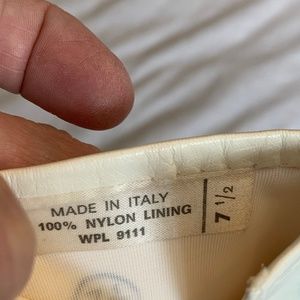 MADE IN ITALY
100% NYLON LINING
WPL 9111
7 1/2